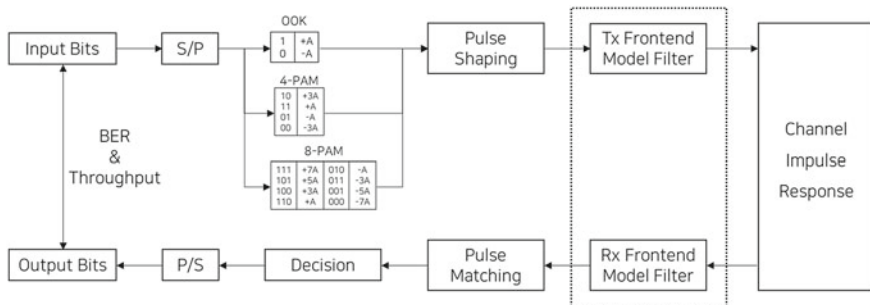 OOK
Input Bits
S/P
1 +A
0 -A
Pulse
Shaping
Tx Frontend
Model Filter
4-PAM
10 +3A
11 +A
01 -A
00 -3A
BER
&
Throughput
8-PAM
111 +7A 010 -A
101 +5A 011 -3A
100 +3A 001 -5A
110 +A 000 -7A
Channel
Impulse
Response
Output Bits
P/S
Decision
Pulse
Matching
Rx Frontend
Model Filter